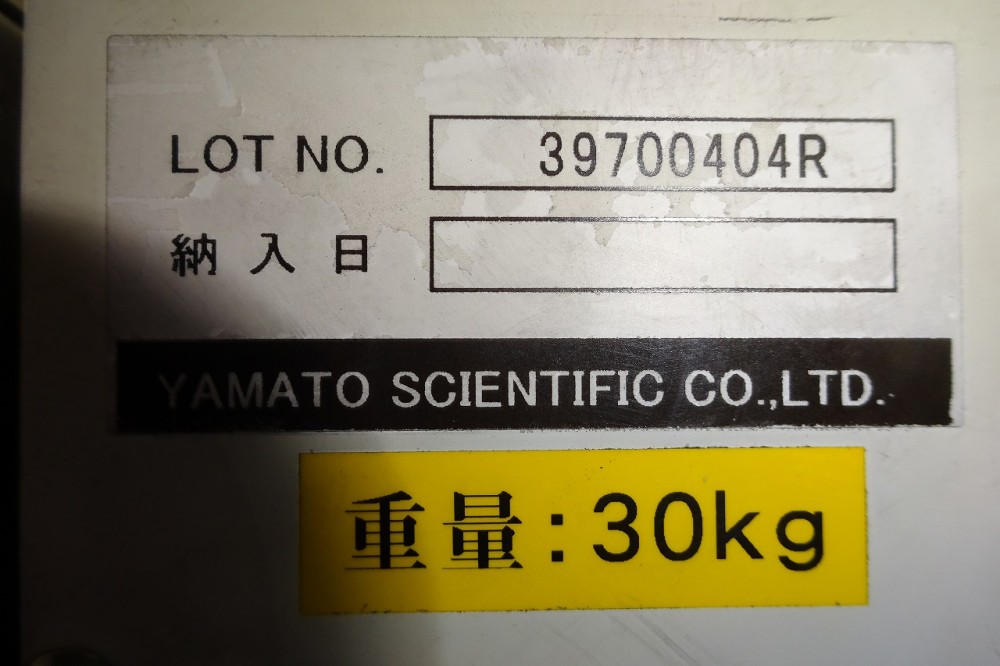 LOT NO. 39700404R
納入日
YAMATO SCIENTIFIC CO.,LTD.
重量:30kg